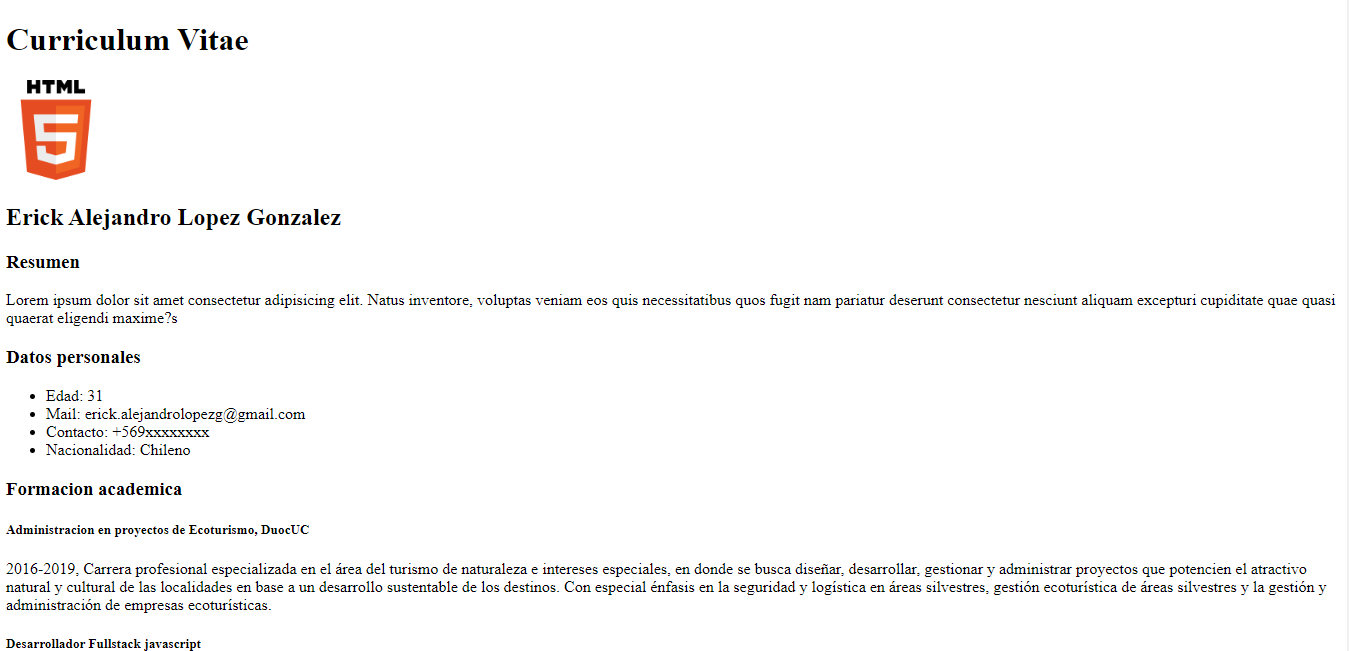 Curriculum Vitae
HTML
5
Erick Alejandro Lopez Gonzalez
Resumen
Lorem ipsum dolor sit amet consectetur adipisicing elit. Natus inventore, voluptas veniam eos quis necessitatibus quos fugit nam pariatur deserunt consectetur nesciunt aliquam excepturi cupiditate quae quasi
quaerat eligendi maxime?s
Datos personales
• Edad: 31
• Mail: erick.alejandrolopezg@gmail.com
• Contacto: +569xxxxxxxx
• Nacionalidad: Chileno
Formacion academica
Administracion en proyectos de Ecoturismo, DuocUC
2016-2019, Carrera profesional especializada en el área del turismo de naturaleza e intereses especiales, en donde se busca diseñar, desarrollar, gestionar y administrar proyectos que potencien el atractivo
natural y cultural de las localidades en base a un desarrollo sustentable de los destinos. Con especial énfasis en la seguridad y logística en áreas silvestres, gestión ecoturística de áreas silvestres y la gestión y
administración de empresas ecoturísticas.
Desarrollador Fullstack javascript